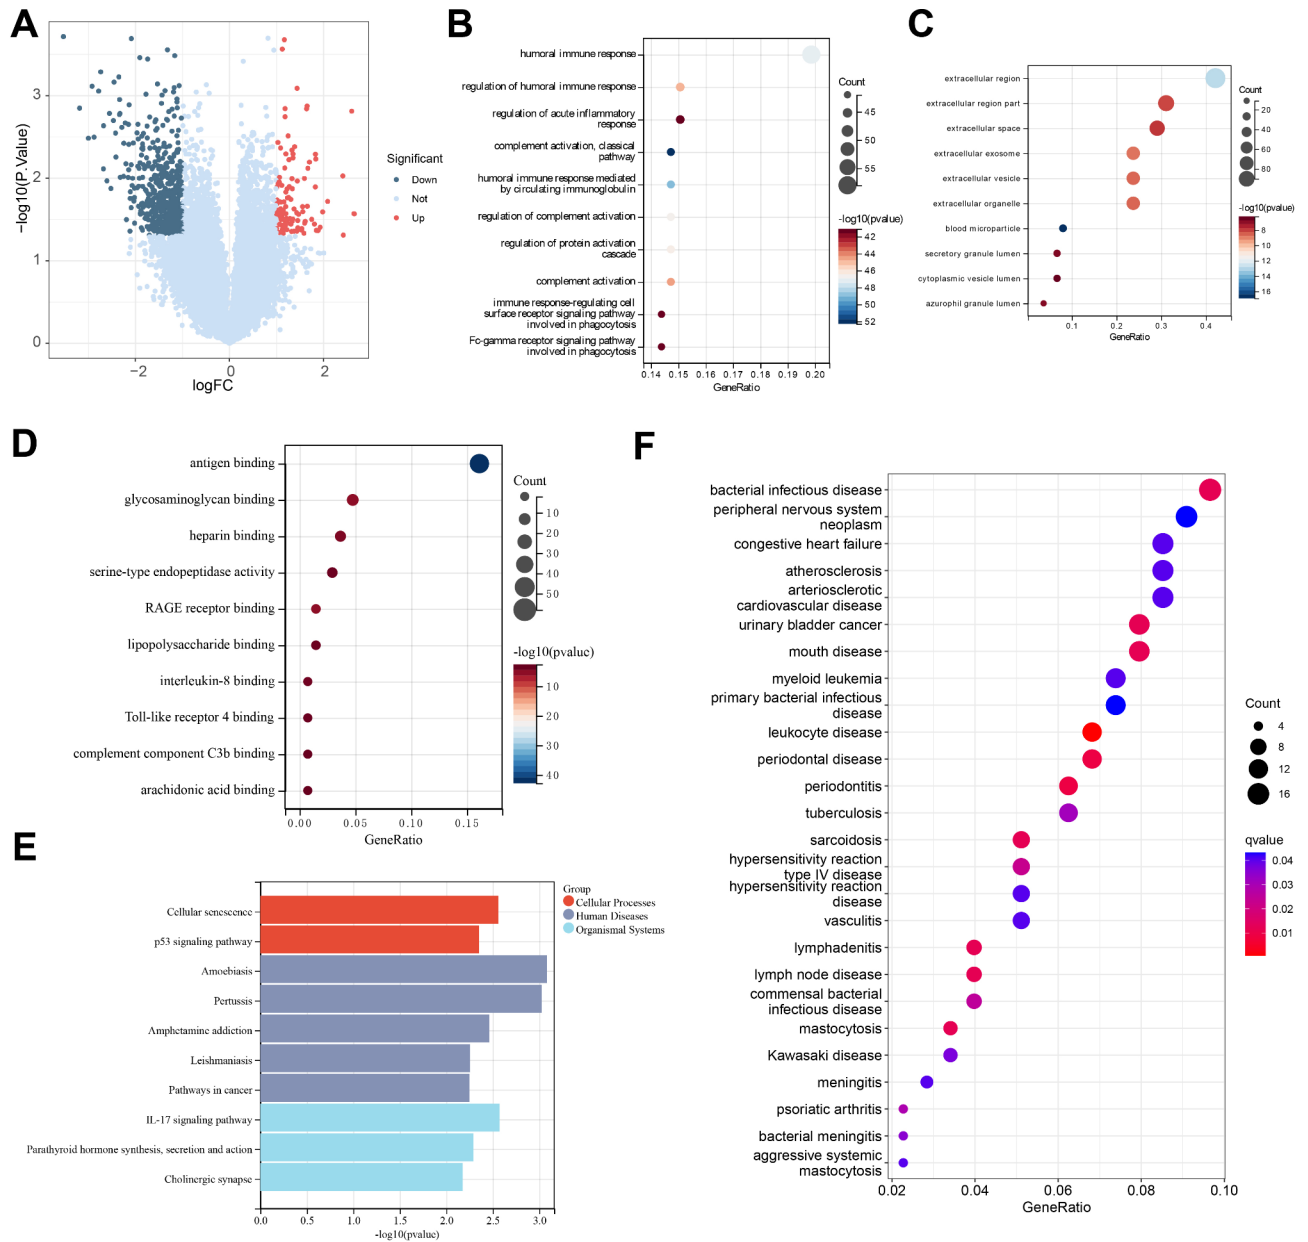 A
−log10(P.Value)
3
2
1
0
−2
0
2
logFC
Significant
Down
Not
Up
B
humoral immune response
regulation of humoral immune response
regulation of acute inflammatory
response
complement activation, classical
pathway
humoral immune response mediated
by circulating immunoglobulin
regulation of complement activation
regulation of protein activation
cascade
complement activation
immune response-regulating cell
surface receptor signaling pathway
involved in phagocytosis
Fc-gamma receptor signaling pathway
involved in phagocytosis
0.14 0.15 0.16 0.17 0.18 0.19 0.20
GeneRatio
Count
45
50
55
-log10(pvalue)
42
44
46
48
50
52
C
extracellular region
extracellular region part
extracellular space
extracellular exosome
extracellular vesicle
extracellular organelle
blood microparticle
secretory granule lumen
cytoplasmic vesicle lumen
azurophil granule lumen
0.1 0.2 0.3 0.4
GeneRatio
Count
20
40
60
80
-log10(pvalue)
8
10
12
14
16
D
antigen binding
glycosaminoglycan binding
heparin binding
serine-type endopeptidase activity
RAGE receptor binding
lipopolysaccharide binding
interleukin-8 binding
Toll-like receptor 4 binding
complement component C3b binding
arachidonic acid binding
0.00 0.05 0.10 0.15
GeneRatio
Count
10
20
30
40
50
-log10(pvalue)
10
20
30
40
E
Cellular senescence
p53 signaling pathway
Amoebiasis
Pertussis
Amphetamine addiction
Leishmaniasis
Pathways in cancer
IL-17 signaling pathway
Parathyroid hormone synthesis, secretion and action
Cholinergic synapse
0.0 0.5 1.0 1.5 2.0 2.5 3.0
-log10(pvalue)
Group
Cellular Processes
Human Diseases
Organismal Systems
F
bacterial infectious disease
peripheral nervous system
neoplasm
congestive heart failure
atherosclerosis
arteriosclerotic
cardiovascular disease
urinary bladder cancer
mouth disease
myeloid leukemia
primary bacterial infectious
disease
leukocyte disease
periodontal disease
periodontitis
tuberculosis
sarcoidosis
hypersensitivity reaction
type IV disease
hypersensitivity reaction
disease
vasculitis
lymphadenitis
lymph node disease
commensal bacterial
infectious disease
mastocytosis
Kawasaki disease
meningitis
psoriatic arthritis
bacterial meningitis
aggressive systemic
mastocytosis
0.02 0.04 0.06 0.08 0.10
GeneRatio
Count
4
8
12
16
qvalue
0.04
0.03
0.02
0.01